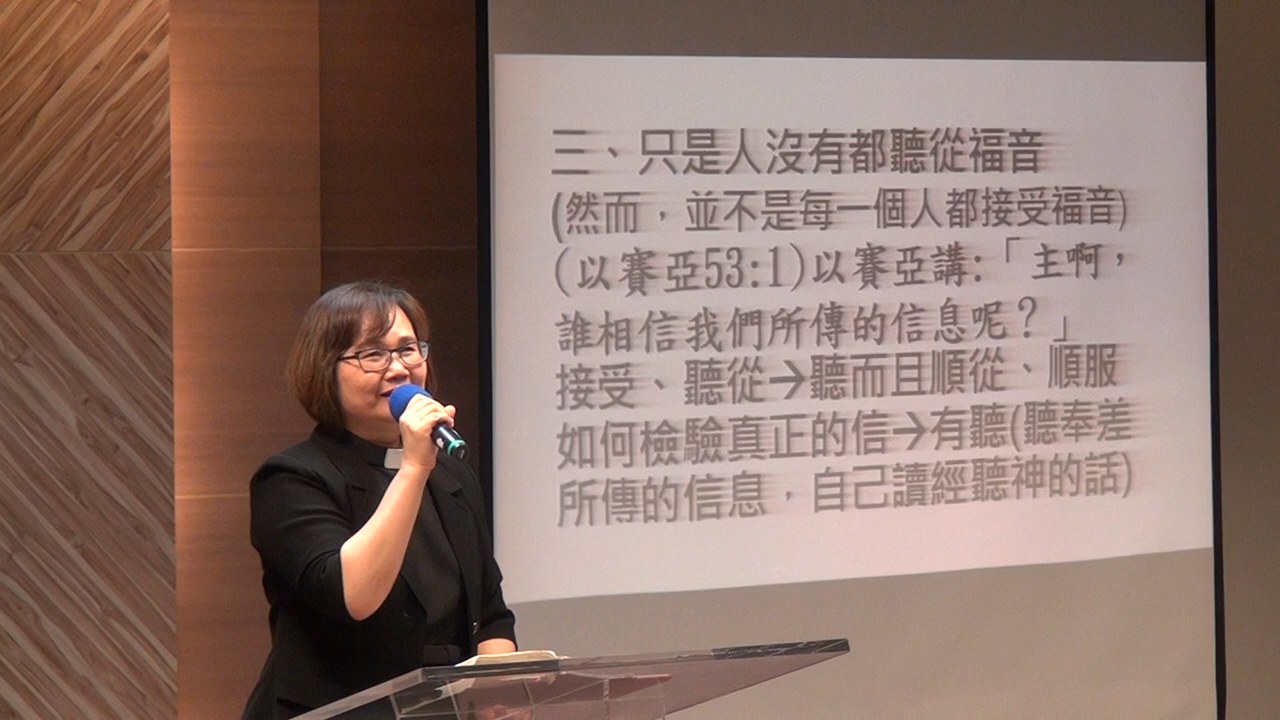 三、只是人沒有都聽從福音
(然而，並不是每一個人都接受福音)
(以賽亞53:1)以賽亞講:「主啊，
誰相信我們所傳的信息呢？」
接受、聽從→聽而且順從、順服
如何檢驗真正的信→有聽(聽奉差
所傳的信息，自己讀經聽神的話)